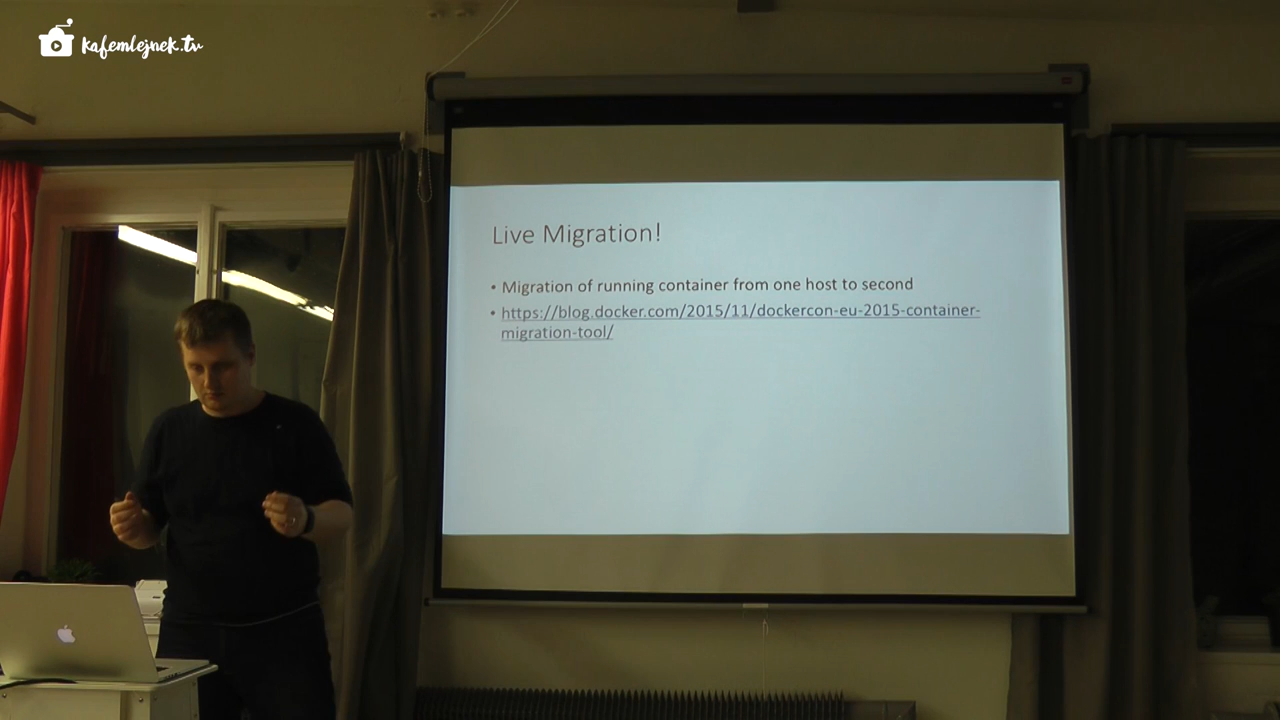 kafemlejnek.tv
Live Migration!
• Migration of running container from one host to second
• https://blog.docker.com/2015/11/dockercon-eu-2015-container-
migration-tool/